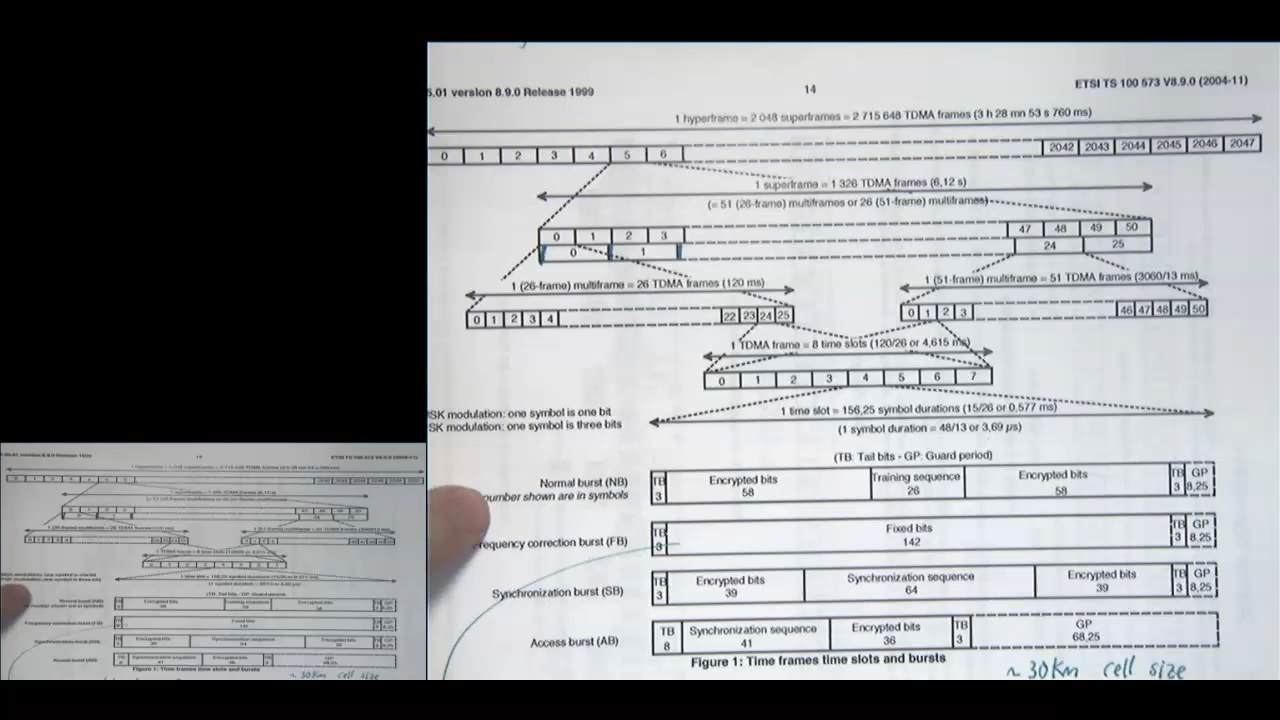 5.01 version 8.9.0 Release 1999 14 ETSI TS 100 573 V8.9.0 (2004-11)
1 hyperframe = 2 048 superframes = 2 715 648 TDMA frames (3 h 28 mn 53 s 760 ms)
0 1 2 3 4 5 6 2042 2043 2044 2045 2046 2047
1 superframe = 1 326 TDMA frames (6,12 s)
(= 51 (26-frame) multiframes or 26 (51-frame) multiframes)
0 1 2 3 47 48 49 50
0 1 24 25
1 (26-frame) multiframe = 26 TDMA frames (120 ms) 1 (51-frame) multiframe = 51 TDMA frames (3060/13 ms)
0 1 2 3 4 22 23 24 25 0 1 2 3 46 47 48 49 50
1 TDMA frame = 8 time slots (120/26 or 4,615 ms)
0 1 2 3 4 5 6 7
SK modulation: one symbol is one bit
SK modulation: one symbol is three bits
1 time slot = 156,25 symbol durations (15/26 or 0,577 ms)
(1 symbol duration = 48/13 or 3,69 µs)
(TB: Tail bits - GP: Guard period)
Normal burst (NB) TB Encrypted bits Training sequence Encrypted bits TB GP
number shown are in symbols 3 58 26 58 3 8,25
requency correction burst (FB) TB Fixed bits TB GP
3 142 3 8.25
Synchronization burst (SB) TB Encrypted bits Synchronization sequence Encrypted bits TB GP
3 39 64 39 3 8,25
Access burst (AB) TB Synchronization sequence Encrypted bits TB GP
8 41 36 3 68,25
Figure 1: Time frames time slots and bursts
~ 30Km cell size